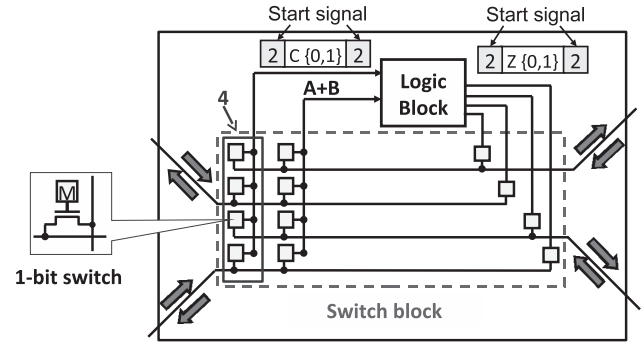 Start signal
Start signal
2 C {0,1} 2
2 Z {0,1} 2
Logic
Block
A+B
4
M
1-bit switch
Switch block